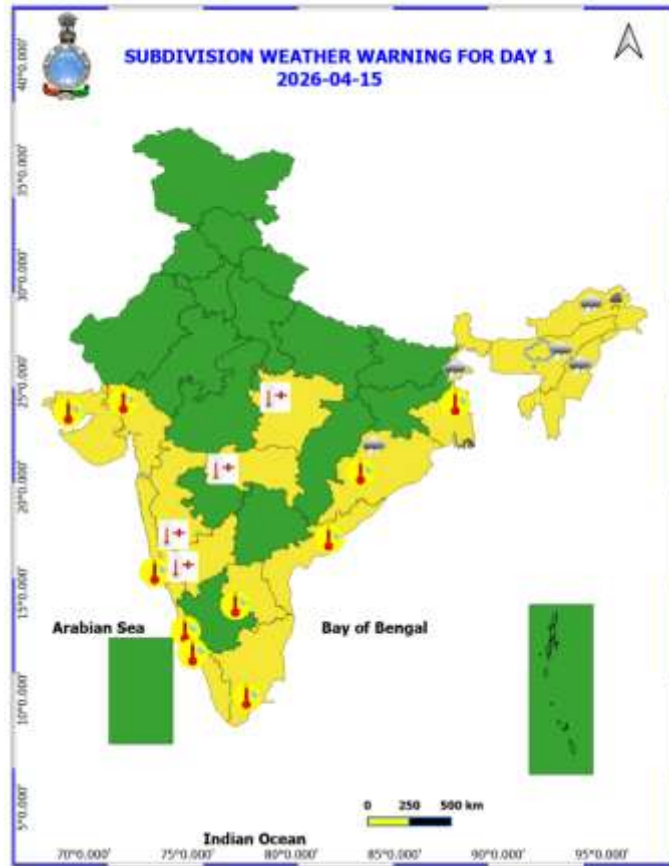 SUBDIVISION WEATHER WARNING FOR DAY 1
2026-04-15
40°0.000'
35°0.000'
30°0.000'
25°0.000'
20°0.000'
15°0.000'
10°0.000'
5°0.000'
Arabian Sea
Bay of Bengal
0 250 500 km
Indian Ocean
70°0.000' 75°0.000' 80°0.000' 85°0.000' 90°0.000' 95°0.000'